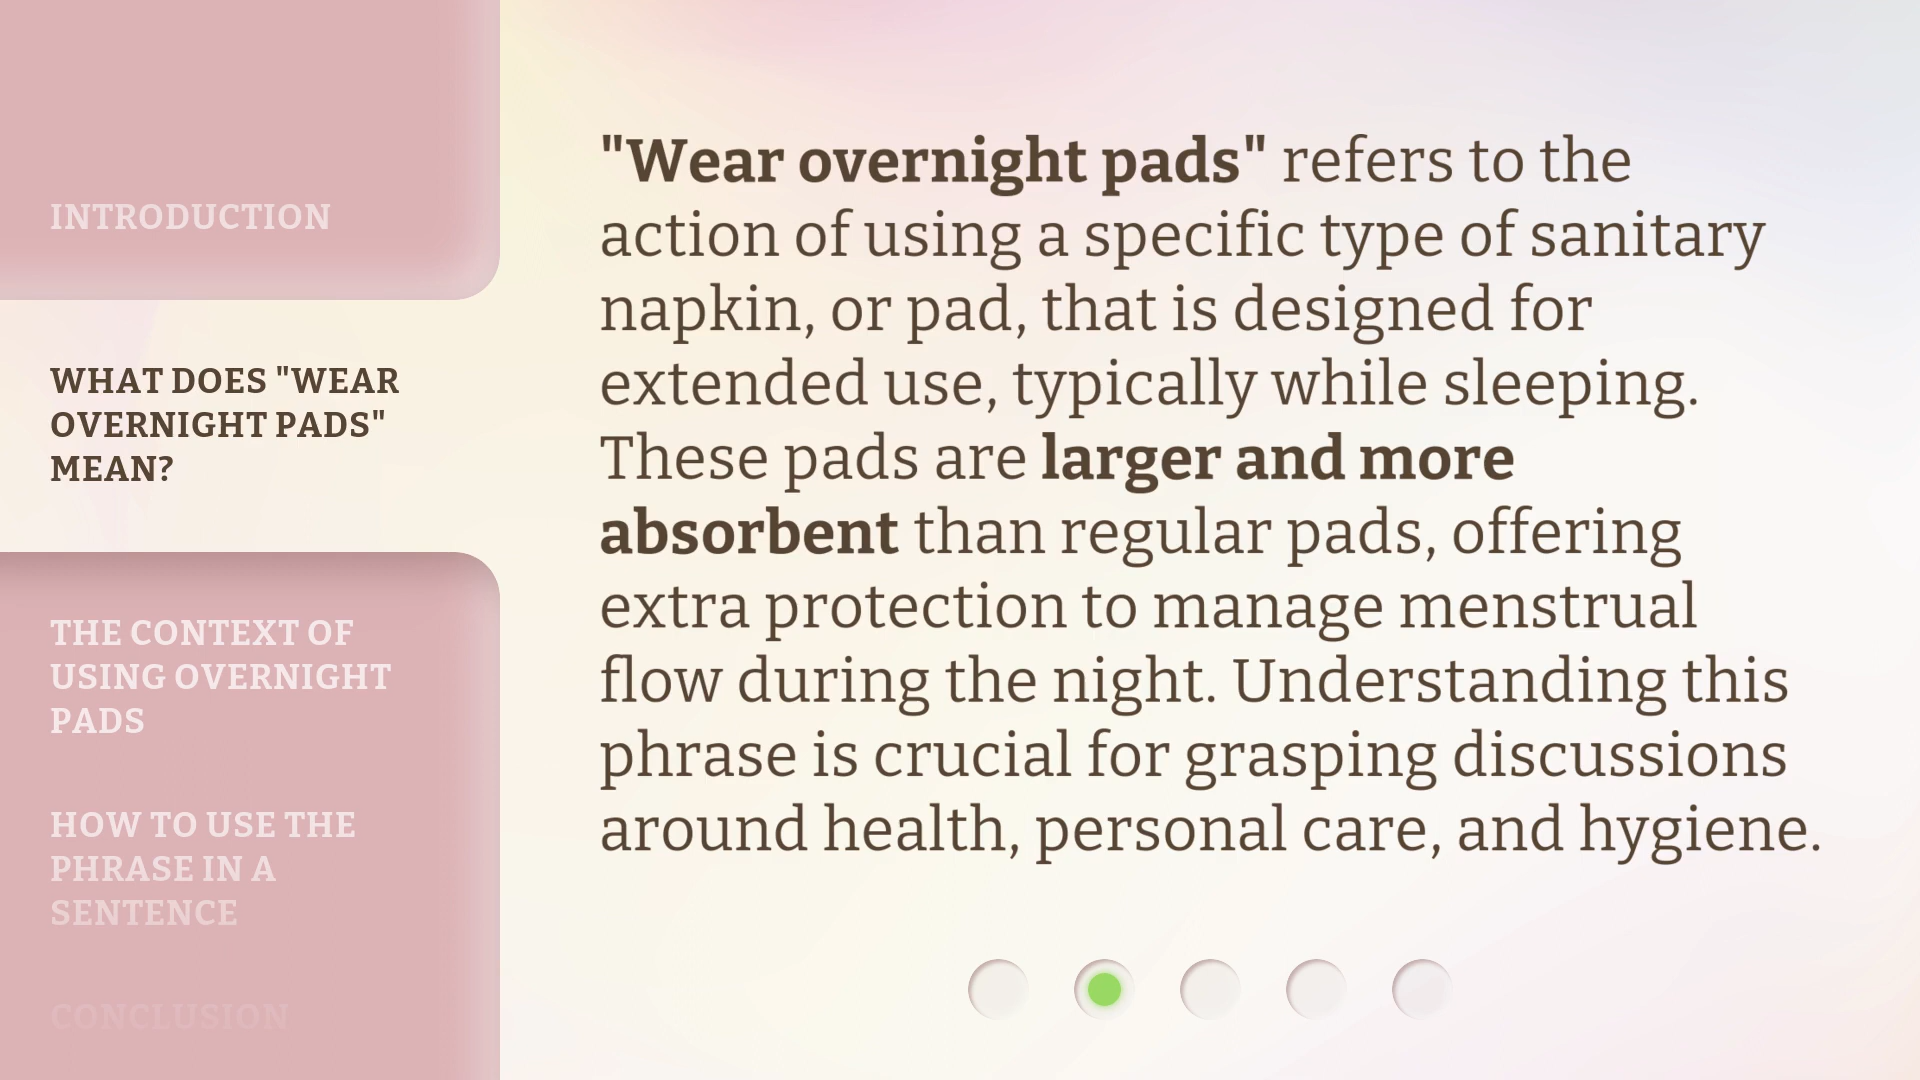 INTRODUCTION
WHAT DOES "WEAR
OVERNIGHT PADS"
MEAN?
THE CONTEXT OF
USING OVERNIGHT
PADS
HOW TO USE THE
PHRASE IN A
SENTENCE
CONCLUSION
"Wear overnight pads" refers to the
action of using a specific type of sanitary
napkin, or pad, that is designed for
extended use, typically while sleeping.
These pads are larger and more
absorbent than regular pads, offering
extra protection to manage menstrual
flow during the night. Understanding this
phrase is crucial for grasping discussions
around health, personal care, and hygiene.